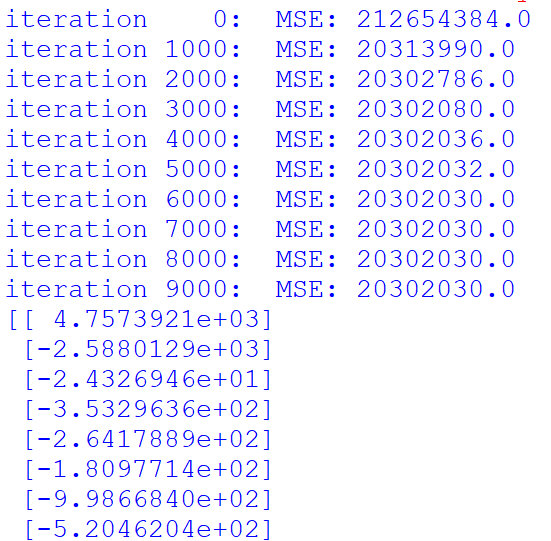 iteration    0:  MSE: 212654384.0
iteration 1000:  MSE: 20313990.0
iteration 2000:  MSE: 20302786.0
iteration 3000:  MSE: 20302080.0
iteration 4000:  MSE: 20302036.0
iteration 5000:  MSE: 20302032.0
iteration 6000:  MSE: 20302030.0
iteration 7000:  MSE: 20302030.0
iteration 8000:  MSE: 20302030.0
iteration 9000:  MSE: 20302030.0
[[ 4.7573921e+03]
 [-2.5880129e+03]
 [-2.4326946e+01]
 [-3.5329636e+02]
 [-2.6417889e+02]
 [-1.8097714e+02]
 [-9.9866840e+02]
 [-5.2046204e+02]